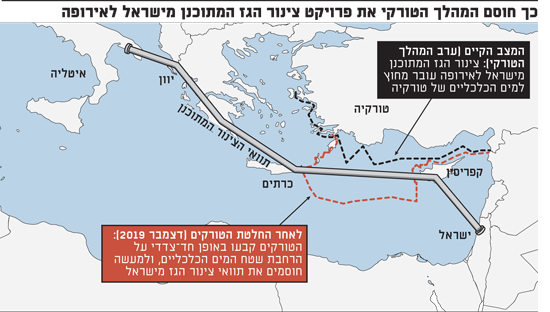 כך חוסם המהלך הטורקי את פרויקט צינור הגז המתוכנן מישראל לאירופה
המצב הקיים (ערב המהלך
הטורקי): צינור הגז המתוכנן
מישראל לאירופה עובר מחוץ
למים הכלכליים של טורקיה
איטליה
יוון
טורקיה
תוואי הצינור המתוכנן
קפריסין
כרתים
ישראל
לאחר החלטת הטורקים (דצמבר 2019):
הטורקים קבעו באופן חד־צדדי על
הרחבת שטח המים הכלכליים, ולמעשה
חוסמים את תוואי צינור הגז מישראל